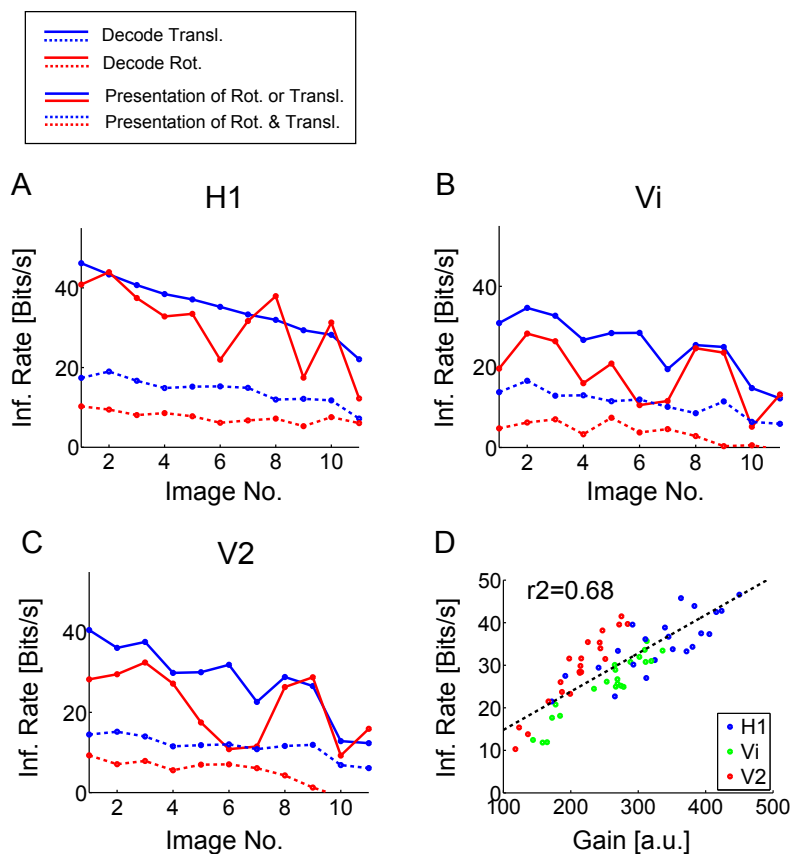 Decode Transl.
Decode Rot.
Presentation of Rot. or Transl.
Presentation of Rot. & Transl.
A
H1
Inf. Rate [Bits/s]
40
20
0
2 4 6 8 10
Image No.
B
Vi
Inf. Rate [Bits/s]
40
20
0
2 4 6 8 10
Image No.
C
V2
Inf. Rate [Bits/s]
40
20
0
2 4 6 8 10
Image No.
D
r2=0.68
Inf. Rate [Bits/s]
50
40
30
20
10
0
100 200 300 400 500
Gain [a.u.]
H1
Vi
V2